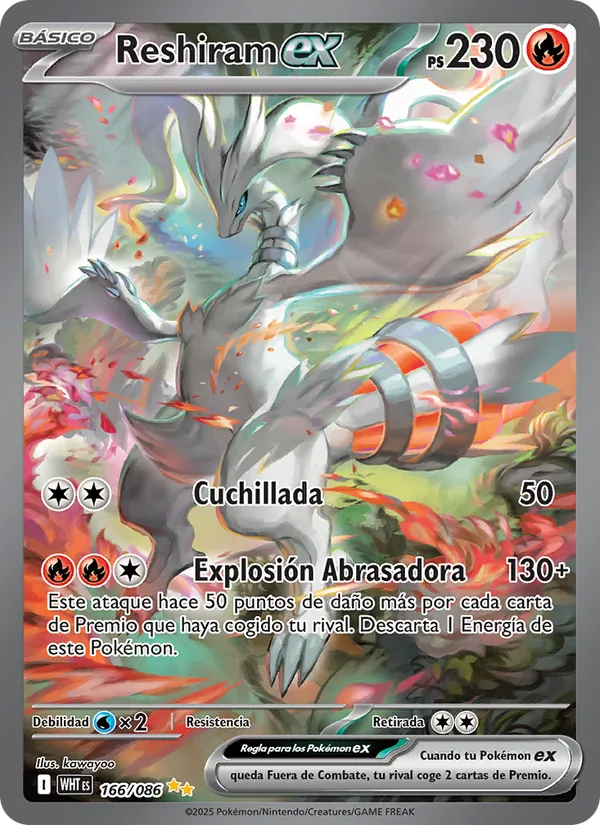 BÁSICO Reshiram ex PS 230
Cuchillada 50
Explosión Abrasadora 130+
Este ataque hace 50 puntos de daño más por cada carta
de Premio que haya cogido tu rival. Descarta 1 Energía de
este Pokémon.
Debilidad ×2 Resistencia Retirada
Ilus. kawayoo
Regla para los Pokémon ex Cuando tu Pokémon ex
queda Fuera de Combate, tu rival coge 2 cartas de Premio.
I WHT ES 166/086
©2025 Pokémon/Nintendo/Creatures/GAME FREAK